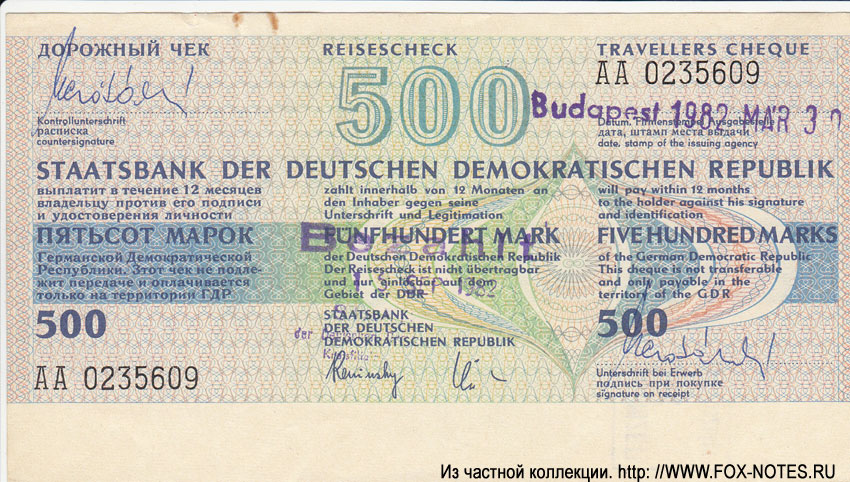 ДОРОЖНЫЙ ЧЕК REISESCHECK TRAVELLERS CHEQUE
500
AA 0235609
Budapest 1982 MÁR 30
Kontrollunterschrift
расписка
countersignature
Datum, Firmenstempel Ausgabestelle
дата, штамп места выдачи
date, stamp of the issuing agency
STAATSBANK DER DEUTSCHEN DEMOKRATISCHEN REPUBLIK
выплатит в течение 12 месяцев
владельцу против его подписи
и удостоверения личности
zahlt innerhalb von 12 Monaten an
den Inhaber gegen seine
Unterschrift und Legitimation
will pay within 12 months
to the holder against his signature
and identification
ПЯТЬСОТ МАРОК
Германской Демократической
Республики. Этот чек не подле-
жит передаче и оплачивается
только на территории ГДР
FÜNFHUNDERT MARK
der Deutschen Demokratischen Republik
Der Reisescheck ist nicht übertragbar
und nur einlösbar auf dem
Gebiet der DDR
FIVE HUNDRED MARKS
of the German Democratic Republic
This cheque is not transferable
and only payable in the
territory of the GDR
Bezahlt
1982
500
STAATSBANK
DER DEUTSCHEN
DEMOKRATISCHEN REPUBLIK
500
AA 0235609
Unterschrift bei Erwerb
подпись при покупке
signature on receipt
Из частной коллекции. http: //WWW.FOX-NOTES.RU